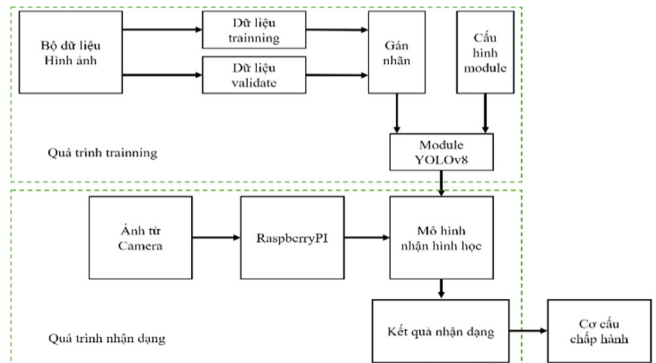 Bộ dữ liệu
Hình ảnh
Dữ liệu
trainning
Dữ liệu
validate
Gán
nhãn
Cấu
hình
module
Module
YOLOv8
Quá trình trainning
Ảnh từ
Camera
RaspberryPI
Mô hình
nhận hình học
Kết quả nhận dạng
Cơ cấu
chấp hành
Quá trình nhận dạng